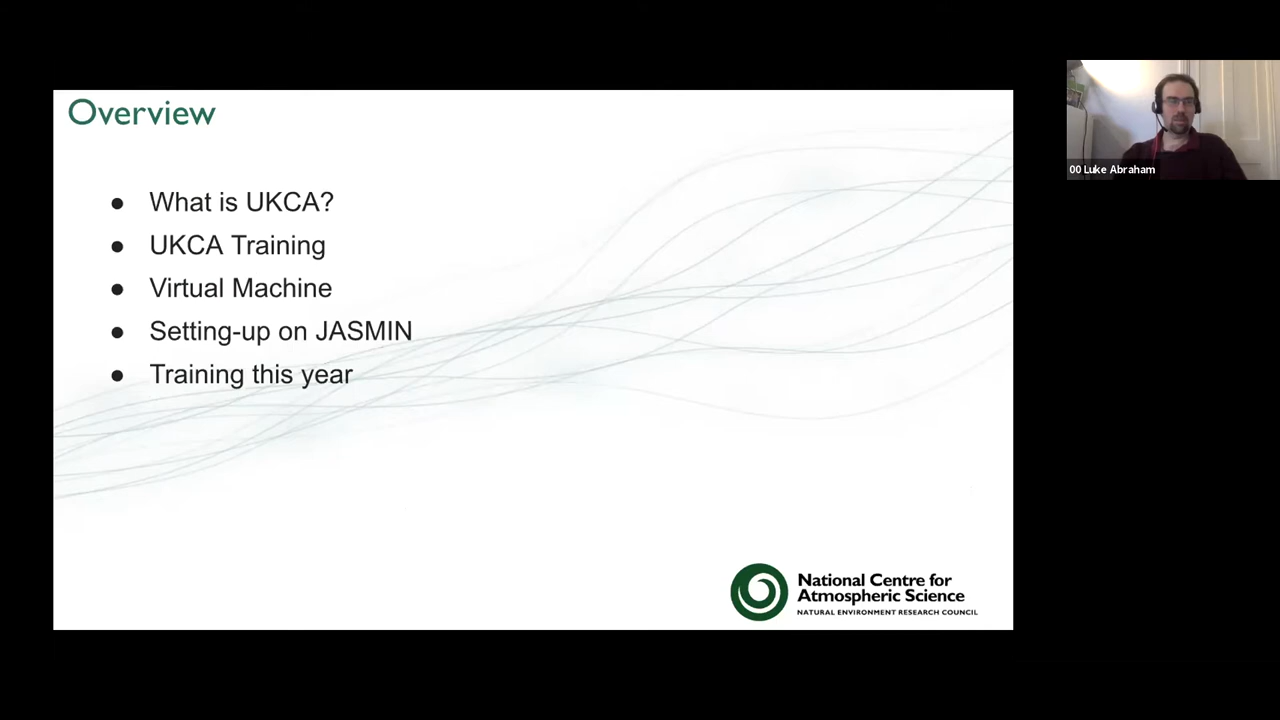 Overview
● What is UKCA?
● UKCA Training
● Virtual Machine
● Setting-up on JASMIN
● Training this year
National Centre for
Atmospheric Science
NATURAL ENVIRONMENT RESEARCH COUNCIL
00 Luke Abraham